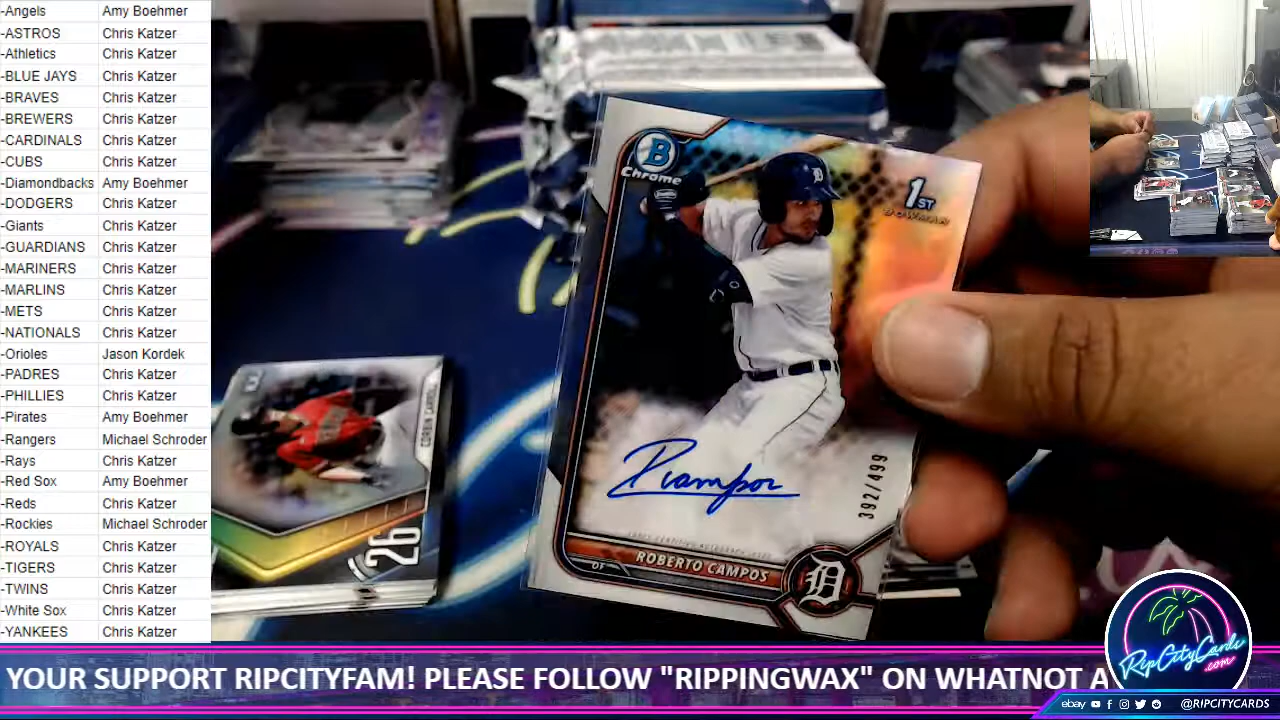 -Angels Amy Boehmer
-ASTROS Chris Katzer
-Athletics Chris Katzer
-BLUE JAYS Chris Katzer
-BRAVES Chris Katzer
-BREWERS Chris Katzer
-CARDINALS Chris Katzer
-CUBS Chris Katzer
-Diamondbacks Amy Boehmer
-DODGERS Chris Katzer
-Giants Chris Katzer
-GUARDIANS Chris Katzer
-MARINERS Chris Katzer
-MARLINS Chris Katzer
-METS Chris Katzer
-NATIONALS Chris Katzer
-Orioles Jason Kordek
-PADRES Chris Katzer
-PHILLIES Chris Katzer
-Pirates Amy Boehmer
-Rangers Michael Schroder
-Rays Chris Katzer
-Red Sox Amy Boehmer
-Reds Chris Katzer
-Rockies Michael Schroder
-ROYALS Chris Katzer
-TIGERS Chris Katzer
-TWINS Chris Katzer
-White Sox Chris Katzer
-YANKEES Chris Katzer
B
Chrome
D
1ST
BOWMAN
392/499
ROBERTO CAMPOS
OF
D
CORBIN CARROLL
26
RipCityCards
.com
YOUR SUPPORT RIPCITYFAM! PLEASE FOLLOW "RIPPINGWAX" ON WHATNOT A
ebay @RIPCITYCARDS